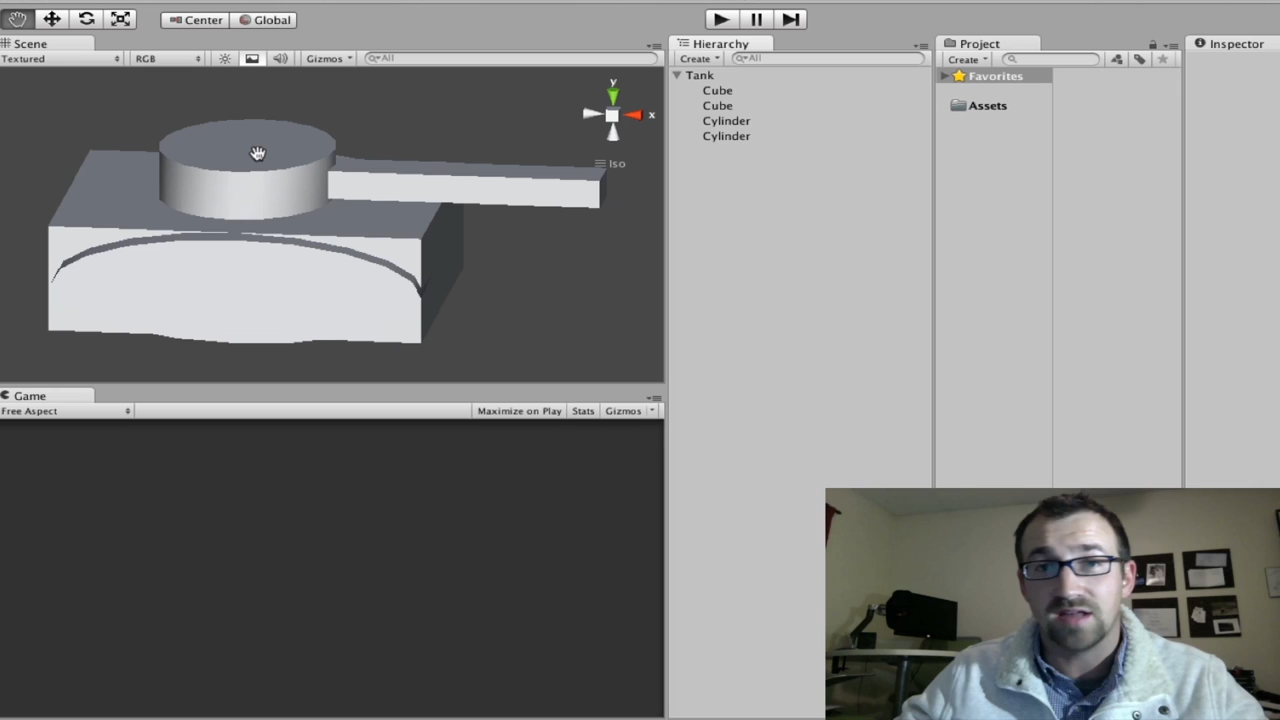 Center Global
Scene
Textured RGB Gizmos All
y
x
Iso
Game
Free Aspect Maximize on Play Stats Gizmos
Hierarchy
Create All
Tank
Cube
Cube
Cylinder
Cylinder
Project
Create
Favorites
Assets
Inspector